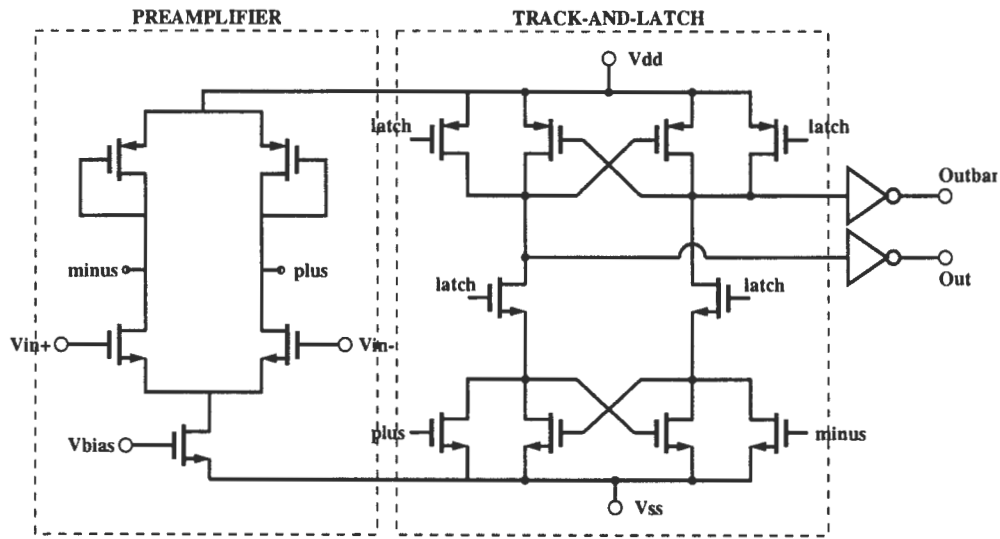 PREAMPLIFIER
TRACK-AND-LATCH
Vdd
latch
latch
Outbar
minus
plus
Out
latch
latch
Vin+
Vin-
Vbias
plus
minus
Vss